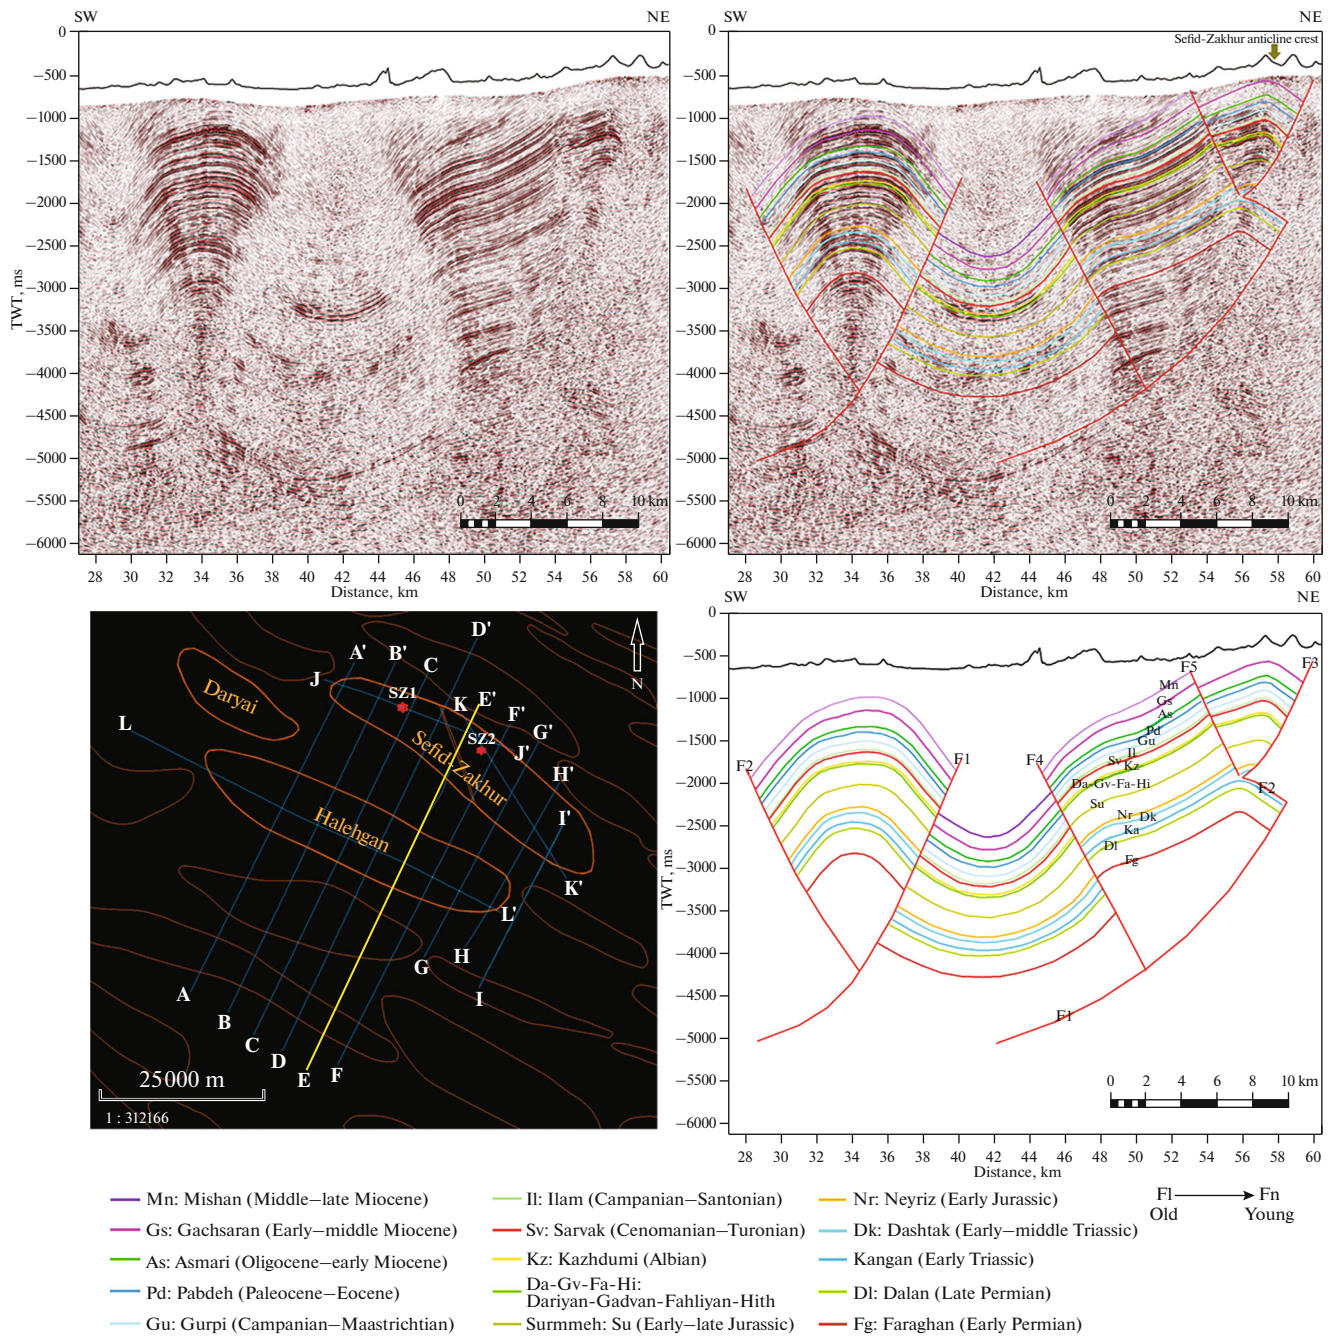 SW NE
0
−500
−1000
−1500
−2000
−2500
−3000
−3500
−4000
−4500
−5000
−5500
−6000
TWT, ms
0 2 4 6 8 10 km
28 30 32 34 36 38 40 42 44 46 48 50 52 54 56 58 60
Distance, km
SW NE
Sefid-Zakhur anticline crest
0
−500
−1000
−1500
−2000
−2500
−3000
−3500
−4000
−4500
−5000
−5500
−6000
0 2 4 6 8 10 km
28 30 32 34 36 38 40 42 44 46 48 50 52 54 56 58 60
Distance, km
D'
A' B' C
N
J
Daryai
SZ1
K E'
L
F'
G'
SZ2
J'
Sefid-Zakhur
H'
Halehgan
I'
K'
L'
H
G
A
I
B
C
D
E F
25000 m
1 : 312166
SW NE
0
−500
−1000
−1500
−2000
−2500
−3000
−3500
−4000
−4500
−5000
−5500
−6000
TWT, ms
F5 F3
Mn
Gs
As
Pd
Gu
Il
Sv Kz
F2 F1 F4
Da-Gv-Fa-Hi
F2
Su
Nr Dk
Ka
Dl
Fg
F1
0 2 4 6 8 10 km
28 30 32 34 36 38 40 42 44 46 48 50 52 54 56 58 60
Distance, km
Mn: Mishan (Middle−late Miocene)
Gs: Gachsaran (Early−middle Miocene)
As: Asmari (Oligocene−early Miocene)
Pd: Pabdeh (Paleocene−Eocene)
Gu: Gurpi (Campanian−Maastrichtian)
Il: Ilam (Campanian−Santonian)
Sv: Sarvak (Cenomanian−Turonian)
Kz: Kazhdumi (Albian)
Da-Gv-Fa-Hi:
Dariyan-Gadvan-Fahliyan-Hith
Surmmeh: Su (Early−late Jurassic)
Nr: Neyriz (Early Jurassic)
Dk: Dashtak (Early−middle Triassic)
Kangan (Early Triassic)
Dl: Dalan (Late Permian)
Fg: Faraghan (Early Permian)
Fl Fn
Old Young